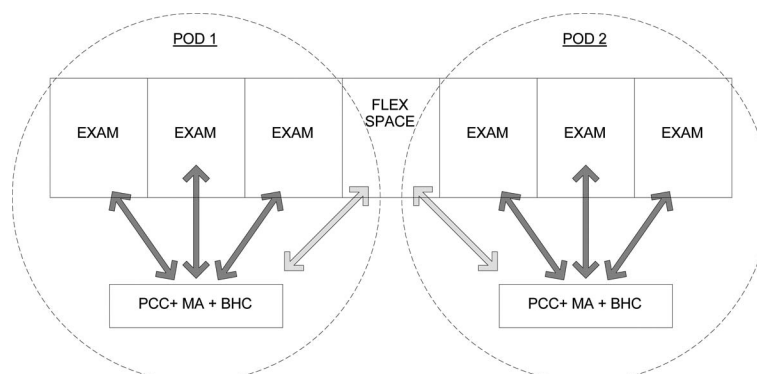 POD 1
POD 2
EXAM
EXAM
EXAM
FLEX
SPACE
EXAM
EXAM
EXAM
PCC+ MA + BHC
PCC+ MA + BHC